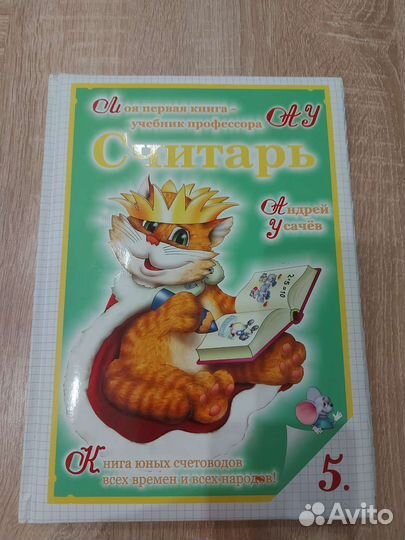 Моя первая книга -
учебник профессора АУ
Считарь
Андрей
Усачёв
2·5=10
Книга юных счетоводов
всех времен и всех народов!
5.
Avito